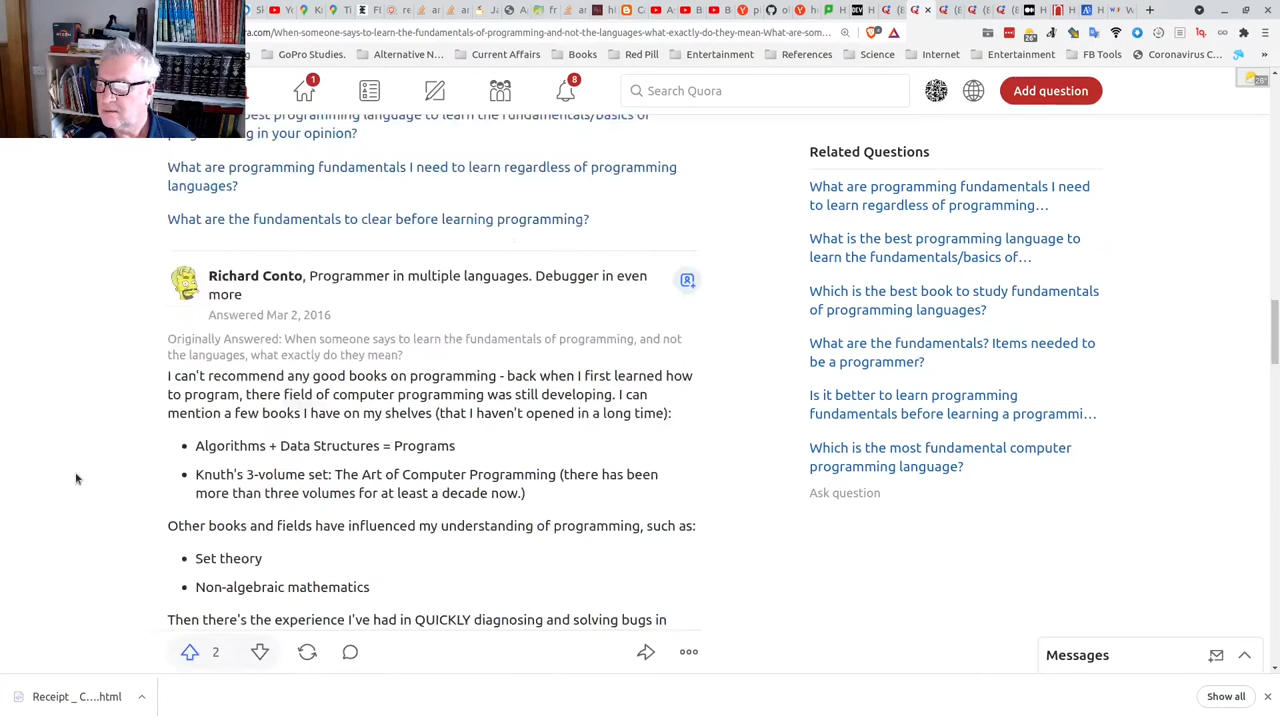 ra.com/When-someone-says-to-learn-the-fundamentals-of-programming-and-not-the-languages-what-exactly-do-they-mean-What-are-som...
GoPro Studies.
Current Affairs
Alternative N...
Books
Red Pill
Entertainment
References
Science
Internet
Entertainment
FB Tools
Coronavirus C...
1
8
Search Quora
Add question
26°
best programming language to learn the fundamentals/basics of
in your opinion?
What are programming fundamentals I need to learn regardless of programming
languages?
What are the fundamentals to clear before learning programming?
Richard Conto, Programmer in multiple languages. Debugger in even
more
Answered Mar 2, 2016
Originally Answered: When someone says to learn the fundamentals of programming, and not
the languages, what exactly do they mean?
I can't recommend any good books on programming - back when I first learned how
to program, there field of computer programming was still developing. I can
mention a few books I have on my shelves (that I haven't opened in a long time):
• Algorithms + Data Structures = Programs
• Knuth's 3-volume set: The Art of Computer Programming (there has been
more than three volumes for at least a decade now.)
Other books and fields have influenced my understanding of programming, such as:
• Set theory
• Non-algebraic mathematics
Then there's the experience I've had in QUICKLY diagnosing and solving bugs in
2
Related Questions
What are programming fundamentals I need
to learn regardless of programming...
What is the best programming language to
learn the fundamentals/basics of...
Which is the best book to study fundamentals
of programming languages?
What are the fundamentals? Items needed to
be a programmer?
Is it better to learn programming
fundamentals before learning a programmi...
Which is the most fundamental computer
programming language?
Ask question
Messages
Receipt _ C....html
Show all